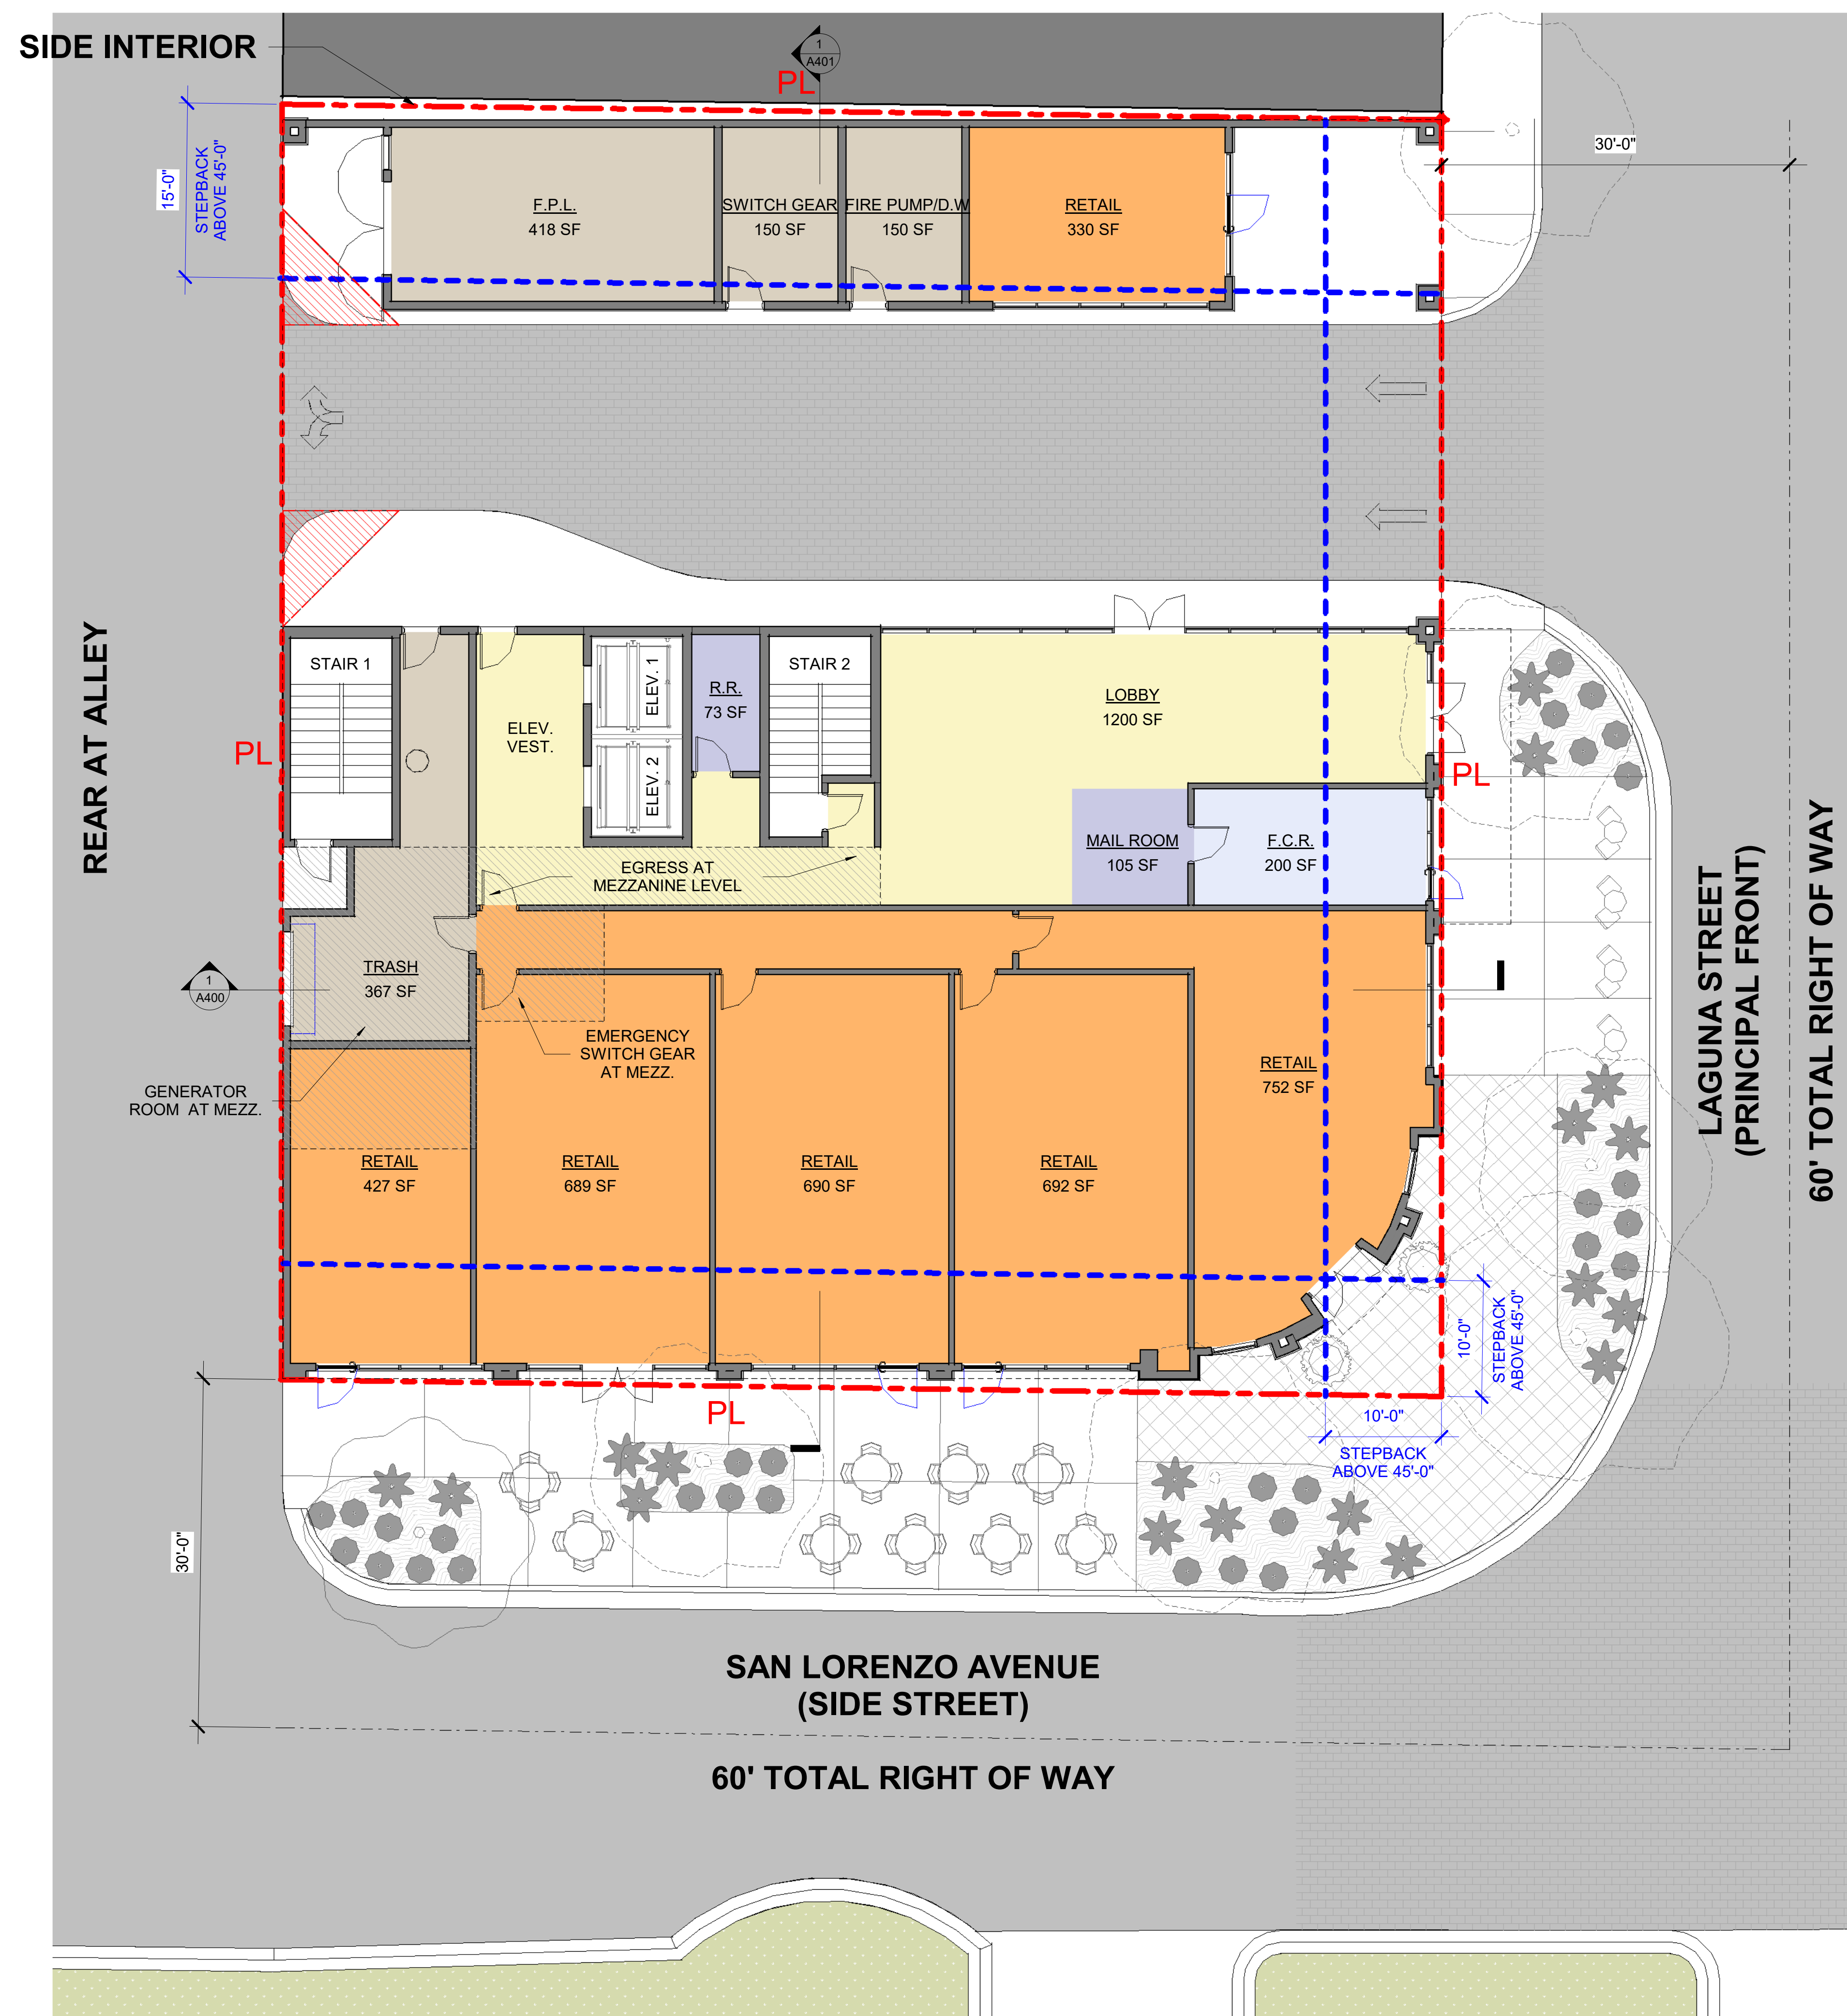 SIDE INTERIOR
1
A401
PL
30'-0"
15'-0"
STEPBACK
ABOVE 45'-0"
F.P.L.
418 SF
SWITCH GEAR
150 SF
FIRE PUMP/D.W
150 SF
RETAIL
330 SF
REAR AT ALLEY
STAIR 1
ELEV.
VEST.
ELEV. 1
ELEV. 2
R.R.
73 SF
STAIR 2
LOBBY
1200 SF
PL
PL
MAIL ROOM
105 SF
F.C.R.
200 SF
EGRESS AT
MEZZANINE LEVEL
LAGUNA STREET
(PRINCIPAL FRONT)
60' TOTAL RIGHT OF WAY
TRASH
367 SF
1
A400
EMERGENCY
SWITCH GEAR
AT MEZZ.
GENERATOR
ROOM AT MEZZ.
RETAIL
752 SF
RETAIL
427 SF
RETAIL
689 SF
RETAIL
690 SF
RETAIL
692 SF
10'-0"
STEPBACK
ABOVE 45'-0"
PL
10'-0"
STEPBACK
ABOVE 45'-0"
30'-0"
SAN LORENZO AVENUE
(SIDE STREET)
60' TOTAL RIGHT OF WAY